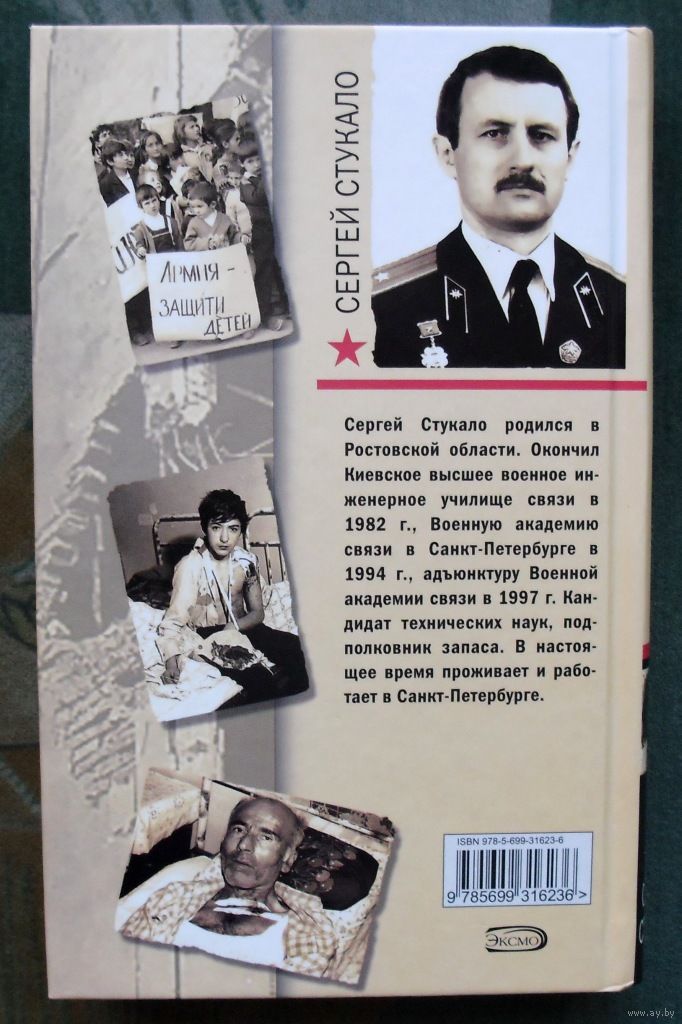 СЕРГЕЙ СТУКАЛО
АРМИЯ -
ЗАЩИТИ
ДЕТЕЙ
Сергей Стукало родился в
Ростовской области. Окончил
Киевское высшее военное ин-
женерное училище связи в
1982 г., Военную академию
связи в Санкт-Петербурге в
1994 г., адъюнктуру Военной
академии связи в 1997 г. Кан-
дидат технических наук, под-
полковник запаса. В настоя-
щее время проживает и рабо-
тает в Санкт-Петербурге.
ISBN 978-5-699-31623-6
9 785699 316236 >
ЭКСМО
www.ay.by